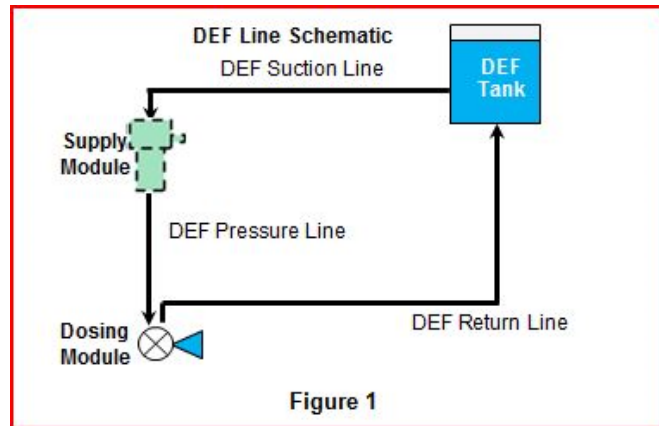 DEF Line Schematic
DEF Suction Line
DEF
Tank
Supply
Module
DEF Pressure Line
DEF Return Line
Dosing
Module
Figure 1